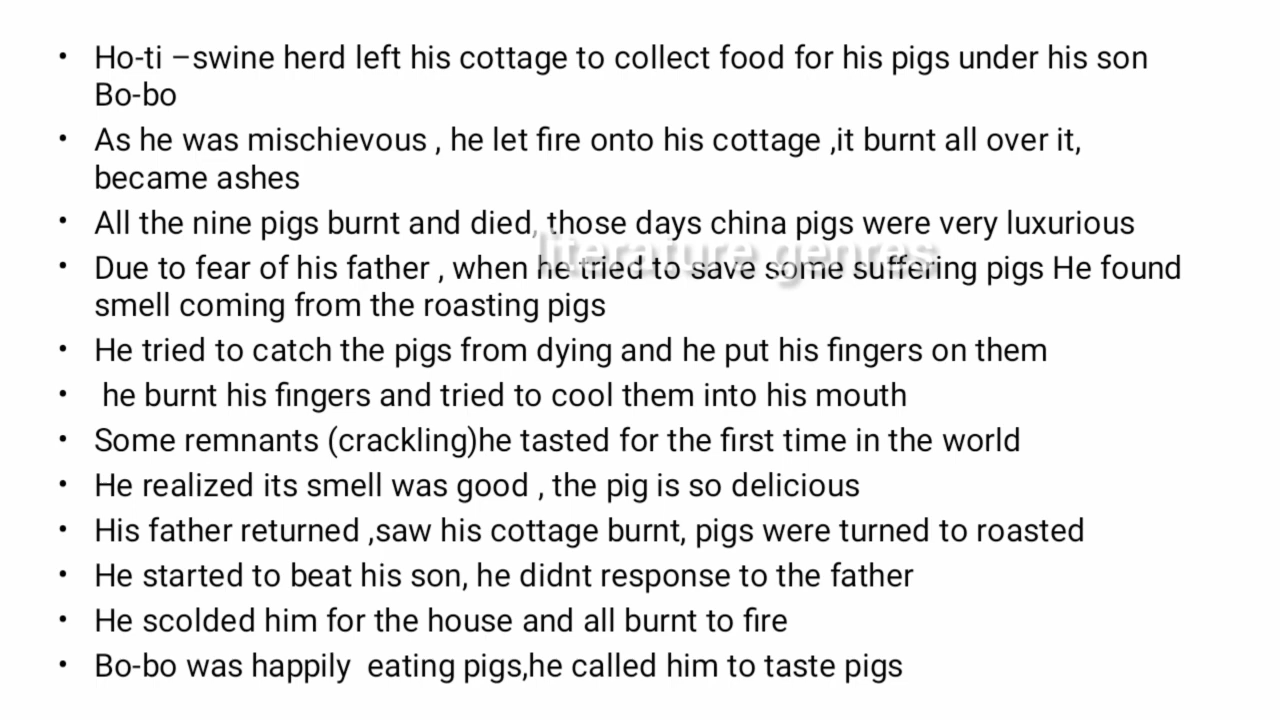 • Ho-ti –swine herd left his cottage to collect food for his pigs under his son
Bo-bo
• As he was mischievous , he let fire onto his cottage ,it burnt all over it,
became ashes
• All the nine pigs burnt and died, those days china pigs were very luxurious
literature genres
• Due to fear of his father , when he tried to save some suffering pigs He found
smell coming from the roasting pigs
• He tried to catch the pigs from dying and he put his fingers on them
• he burnt his fingers and tried to cool them into his mouth
• Some remnants (crackling)he tasted for the first time in the world
• He realized its smell was good , the pig is so delicious
• His father returned ,saw his cottage burnt, pigs were turned to roasted
• He started to beat his son, he didnt response to the father
• He scolded him for the house and all burnt to fire
• Bo-bo was happily eating pigs,he called him to taste pigs